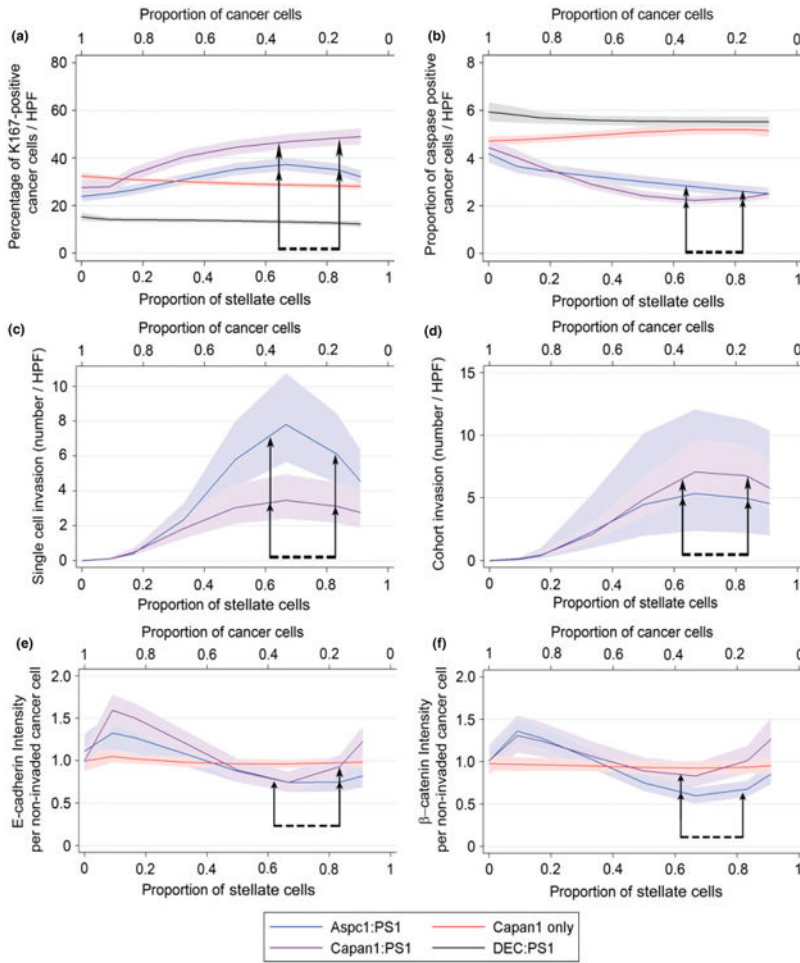 Proportion of cancer cells
(a)
1 0.8 0.6 0.4 0.2 0
Percentage of K167-positive
cancer cells / HPF
80
60
40
20
0
0 0.2 0.4 0.6 0.8 1
Proportion of stellate cells
Proportion of cancer cells
(b)
1 0.8 0.6 0.4 0.2 0
Proportion of caspase positive
cancer cells / HPF
8
6
4
2
0
0 0.2 0.4 0.6 0.8 1
Proportion of stellate cells
(c)
Proportion of cancer cells
1 0.8 0.6 0.4 0.2 0
Single cell invasion (number / HPF)
10
8
6
4
2
0
0 0.2 0.4 0.6 0.8 1
Proportion of stellate cells
(d)
Proportion of cancer cells
1 0.8 0.6 0.4 0.2 0
Cohort invasion (number / HPF)
15
10
5
0
0 0.2 0.4 0.6 0.8 1
Proportion of stellate cells
(e)
Proportion of cancer cells
1 0.8 0.6 0.4 0.2 0
E-cadherin Intensity
per non-invaded cancer cell
2.0
1.5
1.0
0.5
0
0 0.2 0.4 0.6 0.8 1
Proportion of stellate cells
(f)
Proportion of cancer cells
1 0.8 0.6 0.4 0.2 0
β–catenin Intensity
per non-invaded cancer cell
2.0
1.5
1.0
0.5
0
0 0.2 0.4 0.6 0.8 1
Proportion of stellate cells
Aspc1:PS1 Capan1 only
Capan1:PS1 DEC:PS1